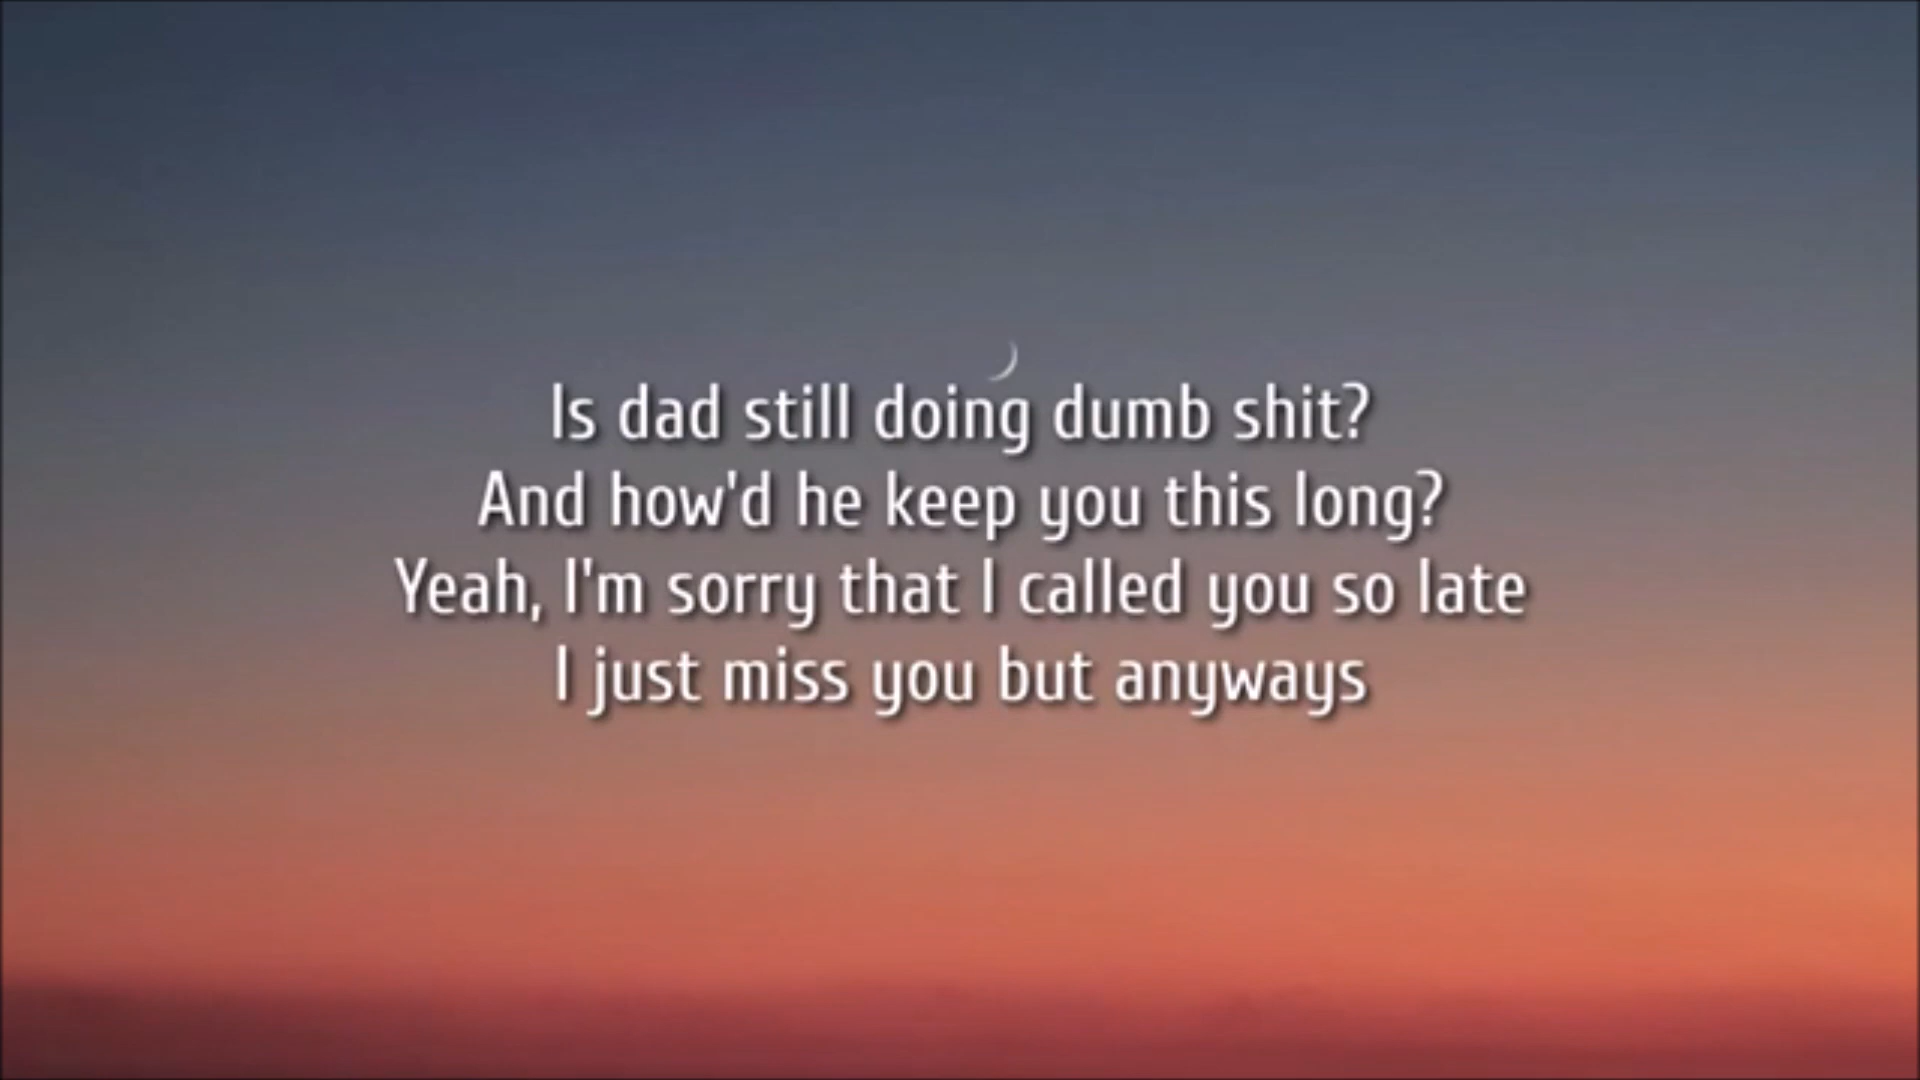 Is dad still doing dumb shit?
And how'd he keep you this long?
Yeah, I'm sorry that I called you so late
I just miss you but anyways